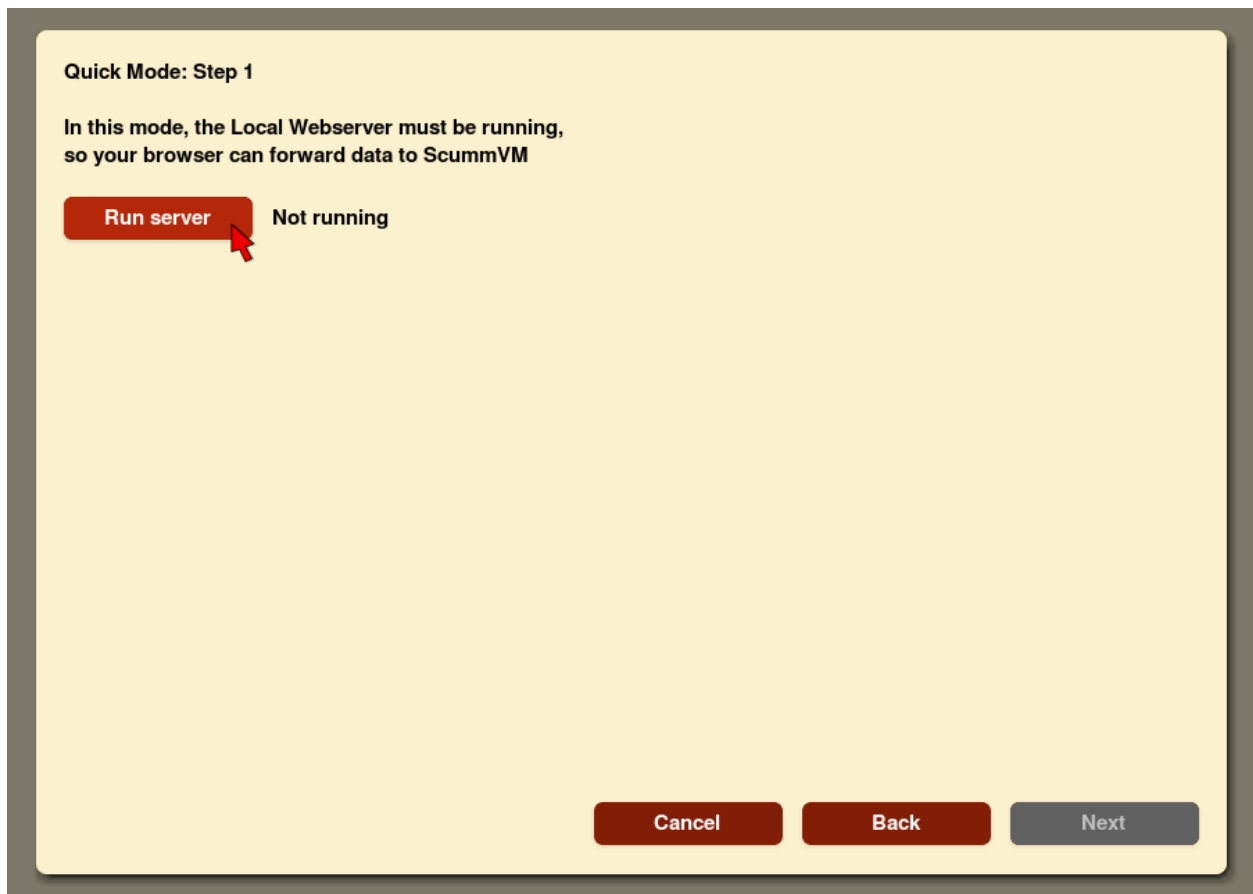 Quick Mode: Step 1
In this mode, the Local Webserver must be running,
so your browser can forward data to ScummVM
Run server
Not running
Cancel
Back
Next